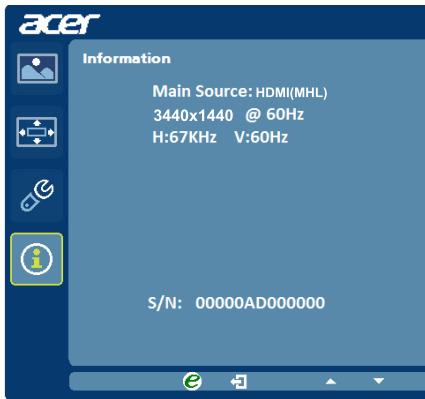 acer
Information
Main Source: HDMI(MHL)
3440x1440 @ 60Hz
H:67KHz V:60Hz
S/N: 00000AD000000